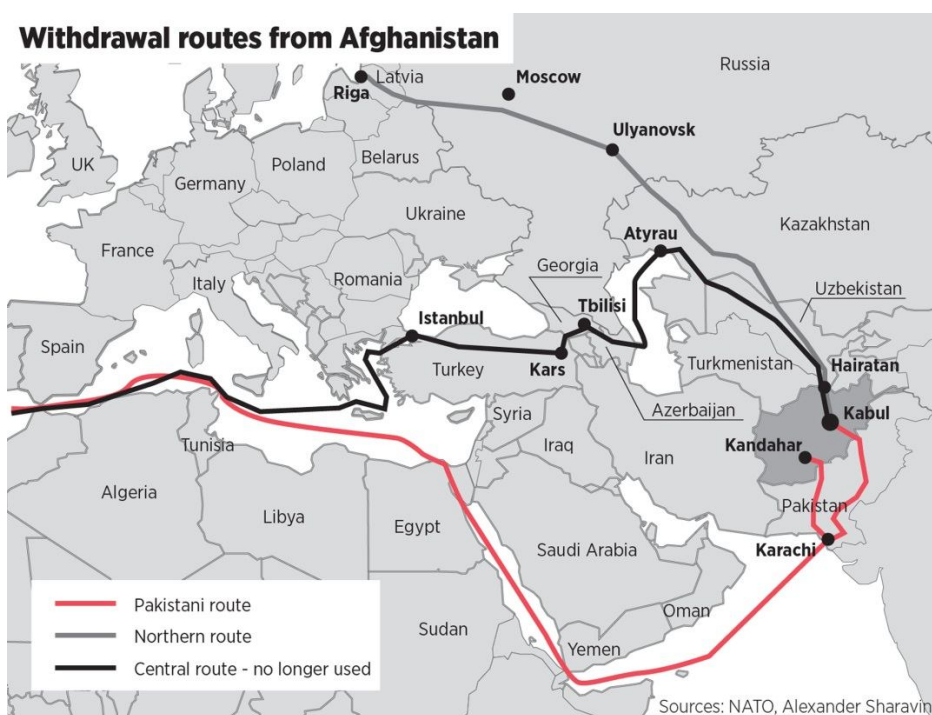 Withdrawal routes from Afghanistan
Latvia
Riga
Moscow
Russia
Ulyanovsk
UK
Poland
Belarus
Germany
Ukraine
Kazakhstan
France
Atyrau
Romania
Georgia
Italy
Uzbekistan
Tbilisi
Istanbul
Spain
Turkey
Kars
Turkmenistan
Hairatan
Azerbaijan
Kabul
Syria
Tunisia
Iraq
Iran
Kandahar
Algeria
Pakistan
Libya
Egypt
Saudi Arabia
Karachi
Oman
Pakistani route
Northern route
Sudan
Yemen
Central route - no longer used
Sources: NATO, Alexander Sharavin